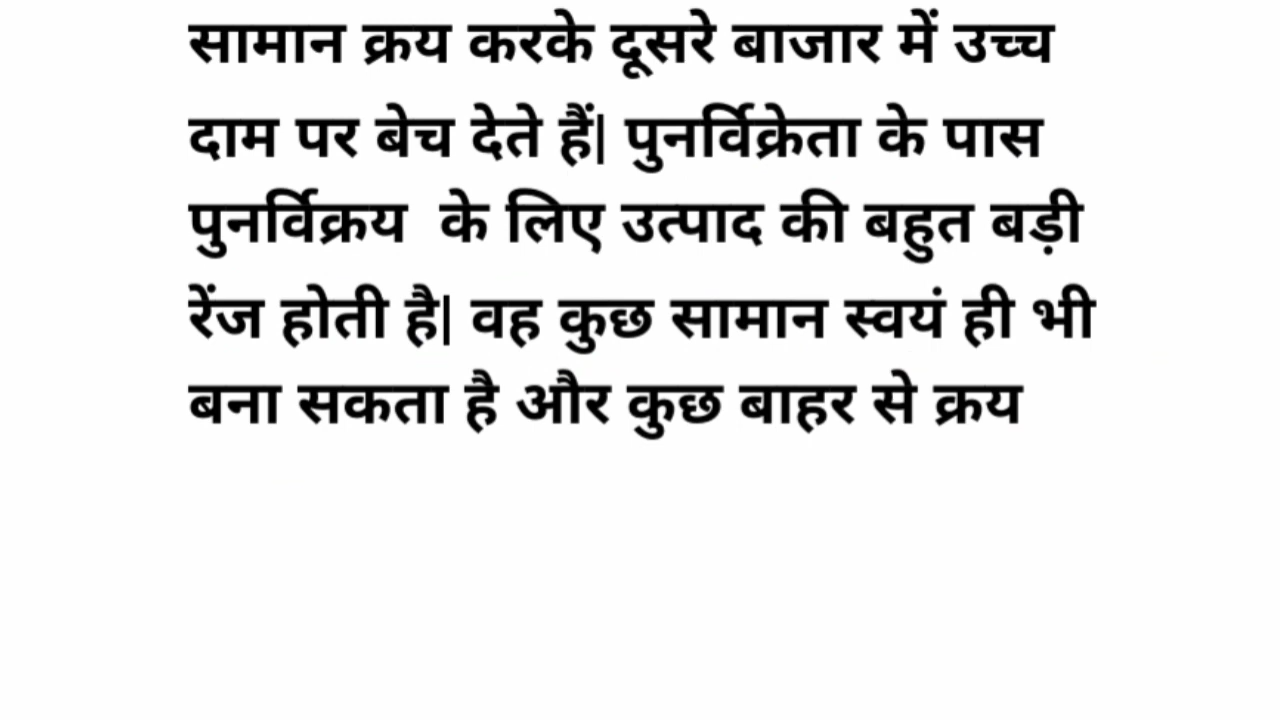 सामान क्रय करके दूसरे बाजार में उच्च
दाम पर बेच देते हैं| पुनर्विक्रेता के पास
पुनर्विक्रय  के लिए उत्पाद की बहुत बड़ी
रेंज होती है| वह कुछ सामान स्वयं ही भी
बना सकता है और कुछ बाहर से क्रय